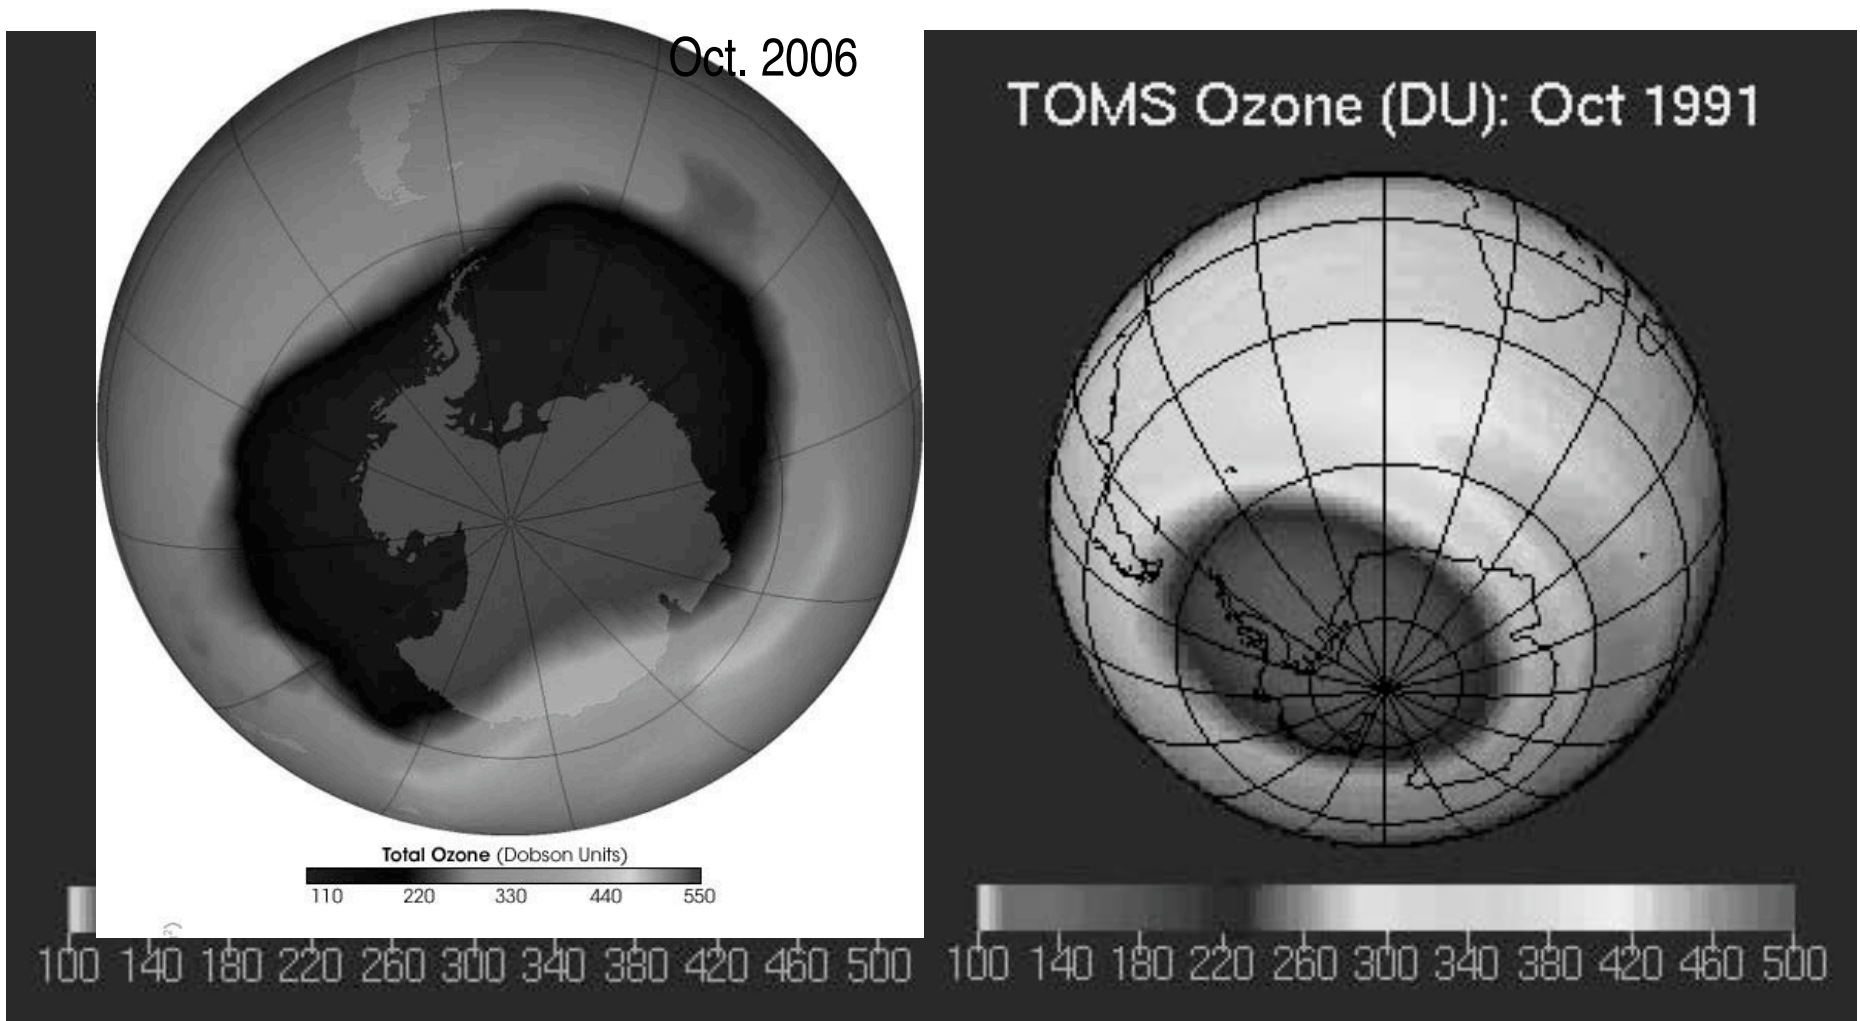 Oct. 2006
TOMS Ozone (DU): Oct 1991
Total Ozone (Dobson Units)
110 220 330 440 550
100 140 180 220 260 300 340 380 420 460 500
100 140 180 220 260 300 340 380 420 460 500